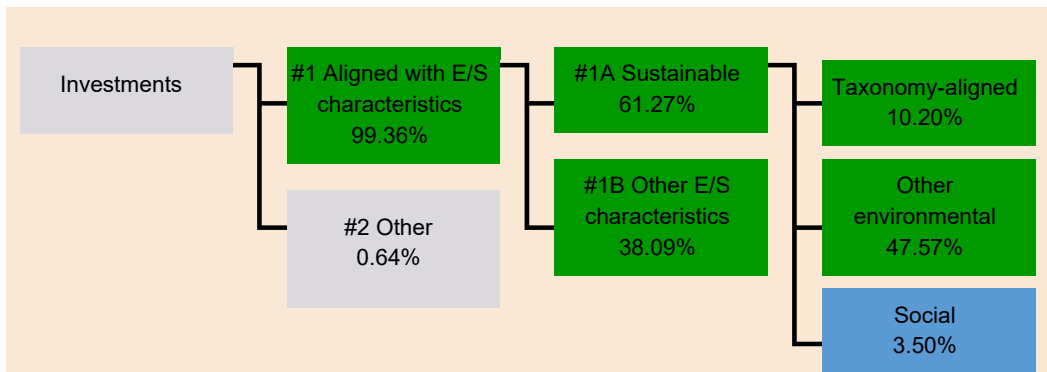 Investments
#1 Aligned with E/S
characteristics
99.36%
#2 Other
0.64%
#1A Sustainable
61.27%
#1B Other E/S
characteristics
38.09%
Taxonomy-aligned
10.20%
Other
environmental
47.57%
Social
3.50%